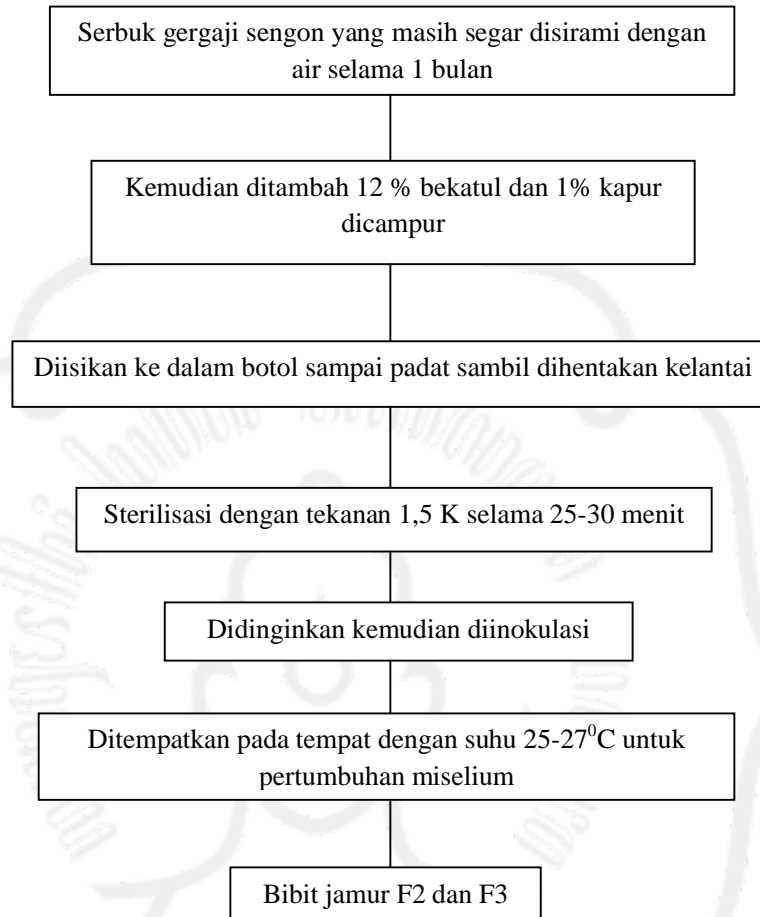 Serbuk gergaji sengon yang masih segar disirami dengan
air selama 1 bulan
Kemudian ditambah 12 % bekatul dan 1% kapur
dicampur
Diisikan ke dalam botol sampai padat sambil dihentakan kelantai
Sterilisasi dengan tekanan 1,5 K selama 25-30 menit
Didinginkan kemudian diinokulasi
Ditempatkan pada tempat dengan suhu 25-27⁰C untuk
pertumbuhan miselium
Bibit jamur F2 dan F3